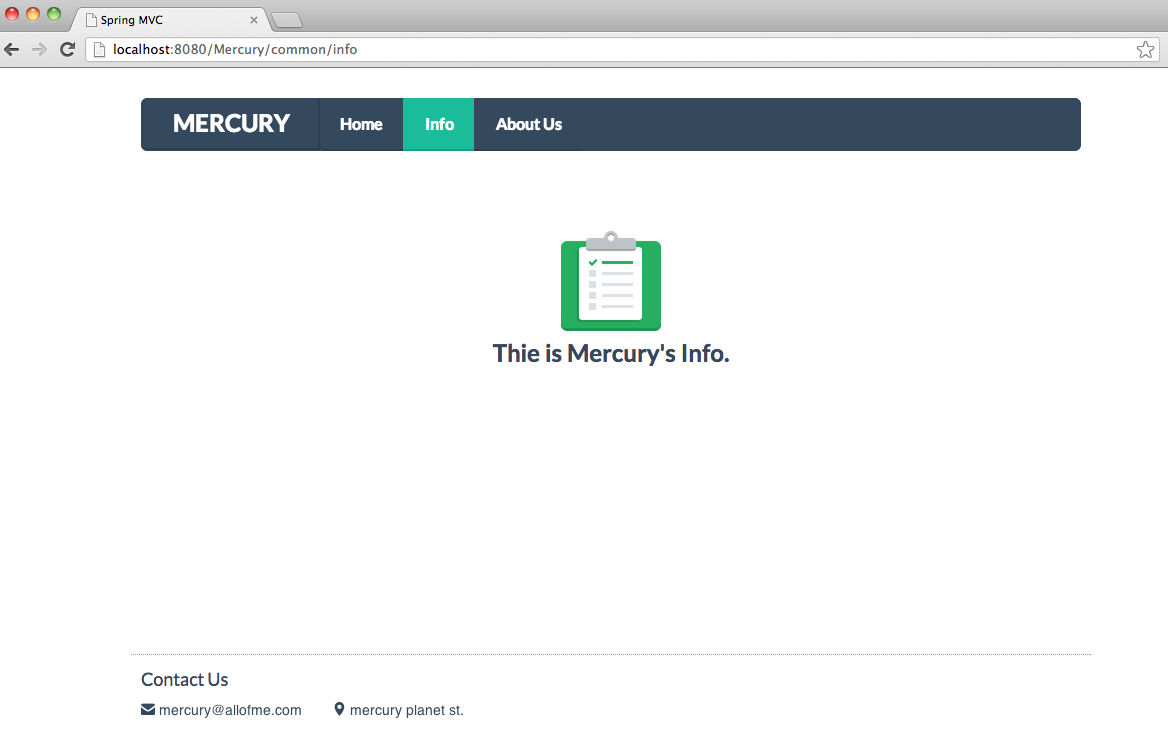 Spring MVC
localhost:8080/Mercury/common/info
MERCURY Home Info About Us
Thie is Mercury's Info.
Contact Us
mercury@allofme.com mercury planet st.